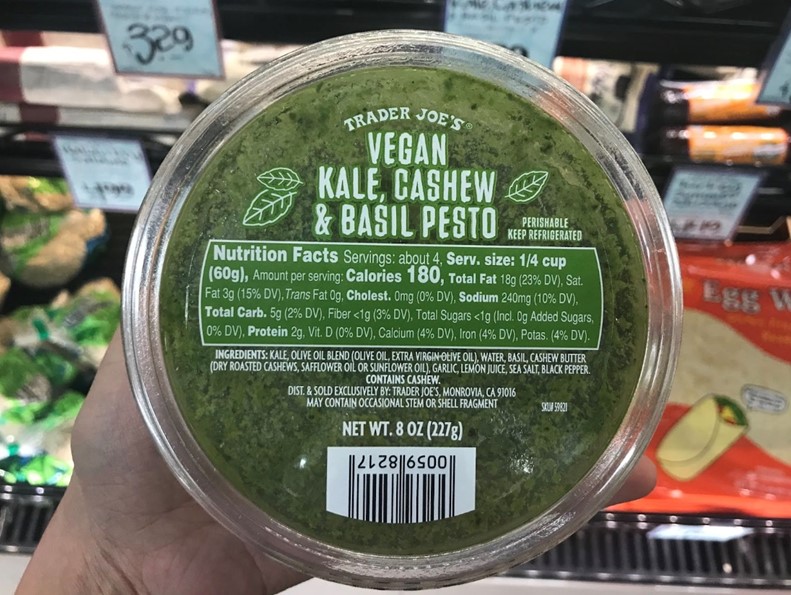 329
TRADER JOE'S®
VEGAN
KALE, CASHEW
& BASIL PESTO
PERISHABLE
KEEP REFRIGERATED
Nutrition Facts Servings: about 4, Serv. size: 1/4 cup
(60g), Amount per serving: Calories 180, Total Fat 18g (23% DV), Sat.
Fat 3g (15% DV), Trans Fat 0g, Cholest. 0mg (0% DV), Sodium 240mg (10% DV),
Total Carb. 5g (2% DV), Fiber <1g (3% DV), Total Sugars <1g (Incl. 0g Added Sugars,
0% DV), Protein 2g, Vit. D (0% DV), Calcium (4% DV), Iron (4% DV), Potas. (4% DV).
INGREDIENTS: KALE, OLIVE OIL BLEND (OLIVE OIL, EXTRA VIRGIN OLIVE OIL), WATER, BASIL, CASHEW BUTTER
(DRY ROASTED CASHEWS, SAFFLOWER OIL OR SUNFLOWER OIL), GARLIC, LEMON JUICE, SEA SALT, BLACK PEPPER.
CONTAINS CASHEW.
DIST. & SOLD EXCLUSIVELY BY: TRADER JOE'S, MONROVIA, CA 91016
MAY CONTAIN OCCASIONAL STEM OR SHELL FRAGMENT
SKU# 59821
NET WT. 8 OZ (227g)
0059 8217
Egg W